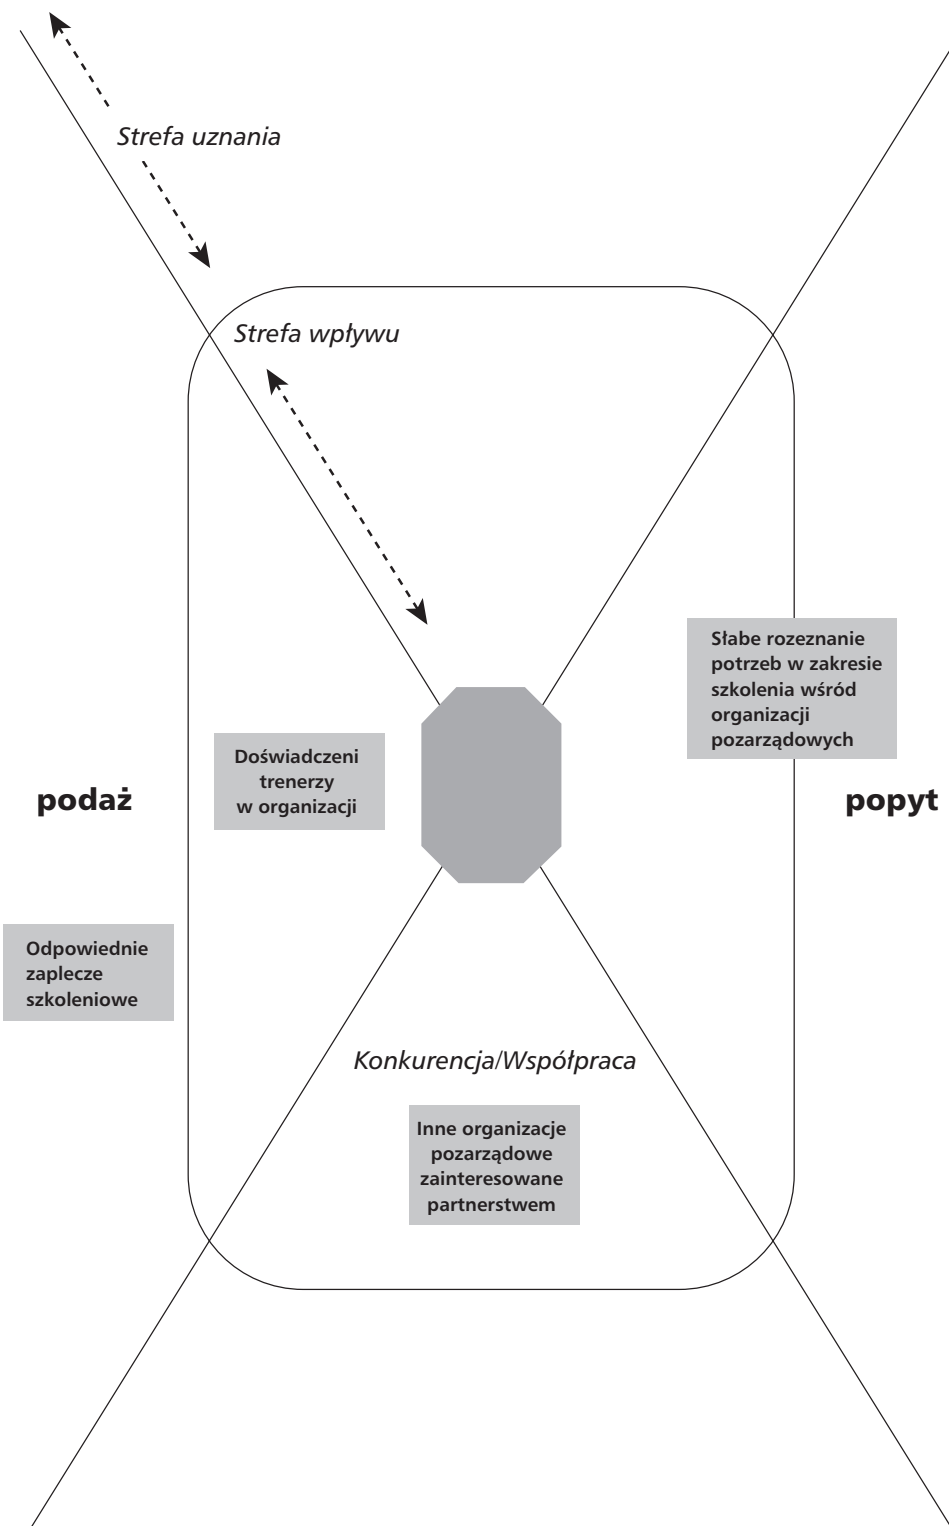 Strefa uznania
Strefa wpływu
Słabe rozeznanie
potrzeb w zakresie
szkolenia wśród
organizacji
pozarządowych
Doświadczeni
trenerzy
w organizacji
podaż
popyt
Odpowiednie
zaplecze
szkoleniowe
Konkurencja/Współpraca
Inne organizacje
pozarządowe
zainteresowane
partnerstwem